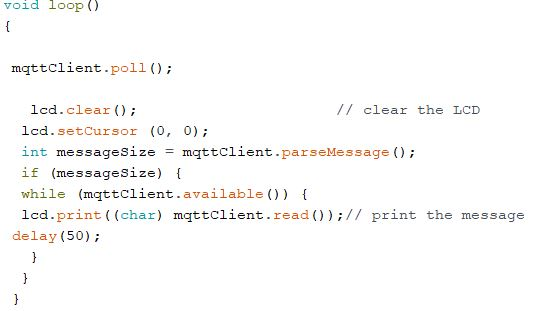 void loop()
{
mqttClient.poll();
lcd.clear(); // clear the LCD
lcd.setCursor (0, 0);
int messageSize = mqttClient.parseMessage();
if (messageSize) {
while (mqttClient.available()) {
lcd.print((char) mqttClient.read());// print the message
delay(50);
}
}
}